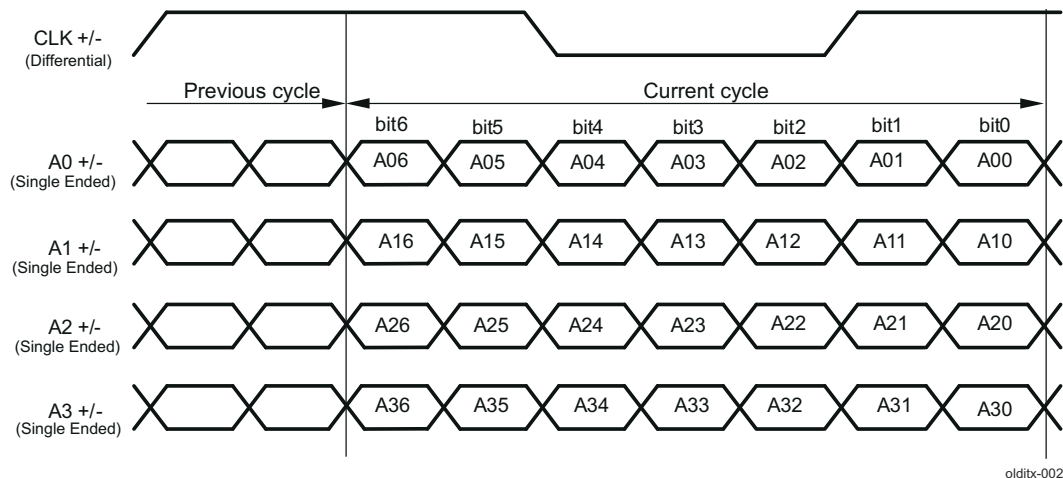 CLK +/-
(Differential)
Previous cycle
Current cycle
bit6 bit5 bit4 bit3 bit2 bit1 bit0
A0 +/-
(Single Ended)
A06 A05 A04 A03 A02 A01 A00
A1 +/-
(Single Ended)
A16 A15 A14 A13 A12 A11 A10
A2 +/-
(Single Ended)
A26 A25 A24 A23 A22 A21 A20
A3 +/-
(Single Ended)
A36 A35 A34 A33 A32 A31 A30
olditx-002